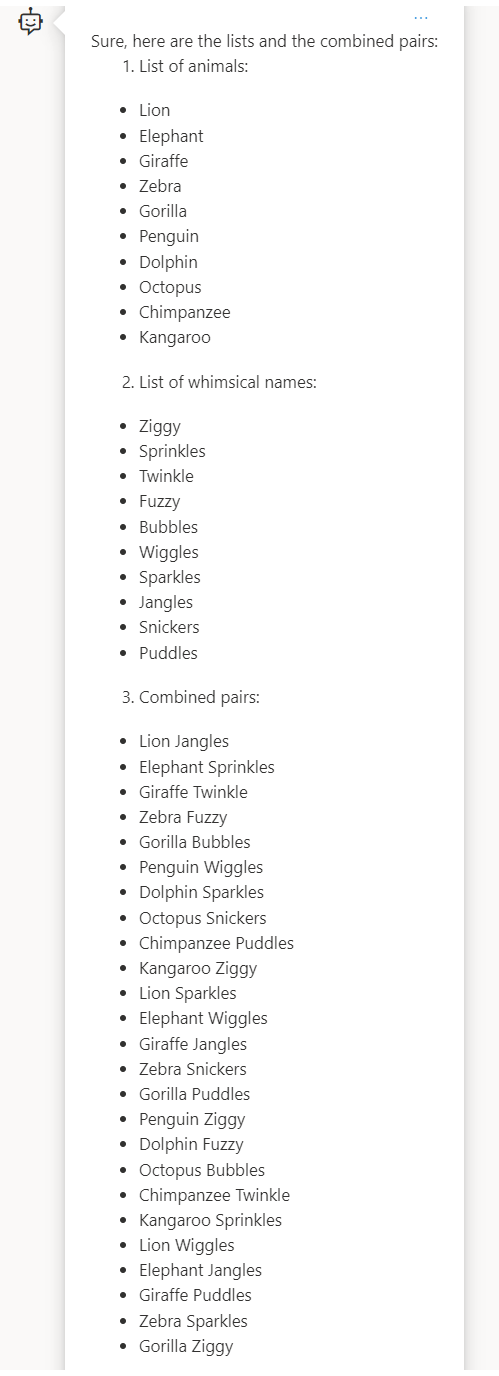 Sure, here are the lists and the combined pairs:
1. List of animals:
• Lion
• Elephant
• Giraffe
• Zebra
• Gorilla
• Penguin
• Dolphin
• Octopus
• Chimpanzee
• Kangaroo
2. List of whimsical names:
• Ziggy
• Sprinkles
• Twinkle
• Fuzzy
• Bubbles
• Wiggles
• Sparkles
• Jangles
• Snickers
• Puddles
3. Combined pairs:
• Lion Jangles
• Elephant Sprinkles
• Giraffe Twinkle
• Zebra Fuzzy
• Gorilla Bubbles
• Penguin Wiggles
• Dolphin Sparkles
• Octopus Snickers
• Chimpanzee Puddles
• Kangaroo Ziggy
• Lion Sparkles
• Elephant Wiggles
• Giraffe Jangles
• Zebra Snickers
• Gorilla Puddles
• Penguin Ziggy
• Dolphin Fuzzy
• Octopus Bubbles
• Chimpanzee Twinkle
• Kangaroo Sprinkles
• Lion Wiggles
• Elephant Jangles
• Giraffe Puddles
• Zebra Sparkles
• Gorilla Ziggy